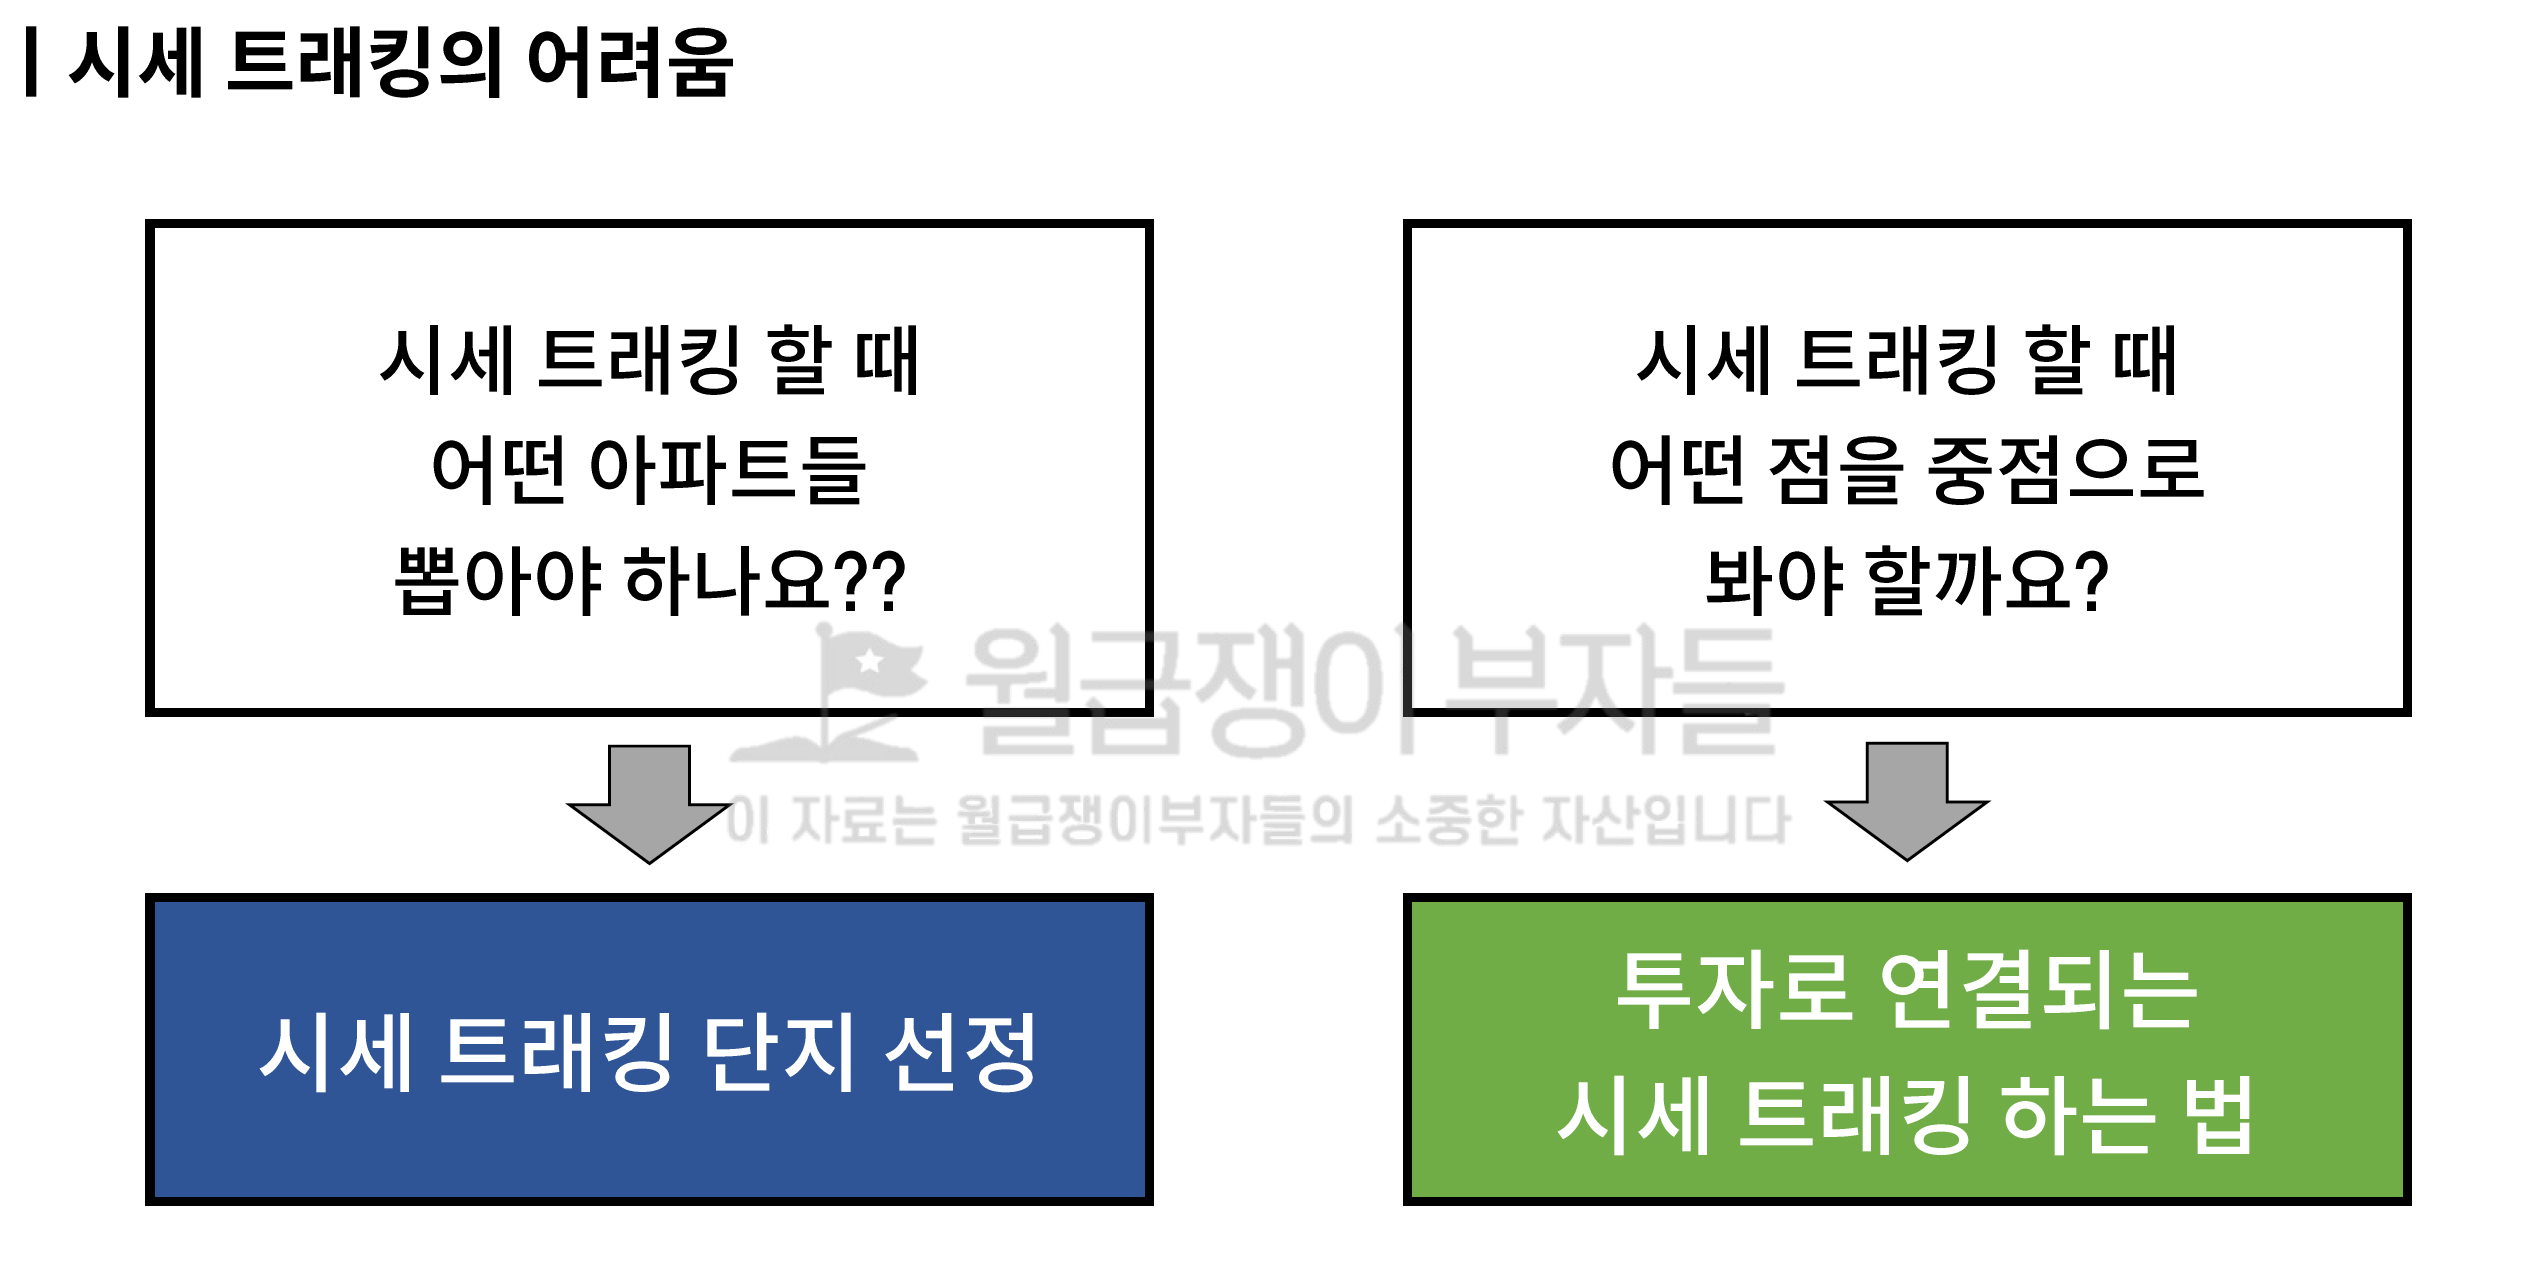 | 시세 트래킹의 어려움
시세 트래킹 할 때
어떤 아파트들
뽑아야 하나요??
시세 트래킹 할 때
어떤 점을 중점으로
봐야 할까요?
월급쟁이부자들
이 자료는 월급쟁이부자들의 소중한 자산입니다
시세 트래킹 단지 선정
투자로 연결되는
시세 트래킹 하는 법